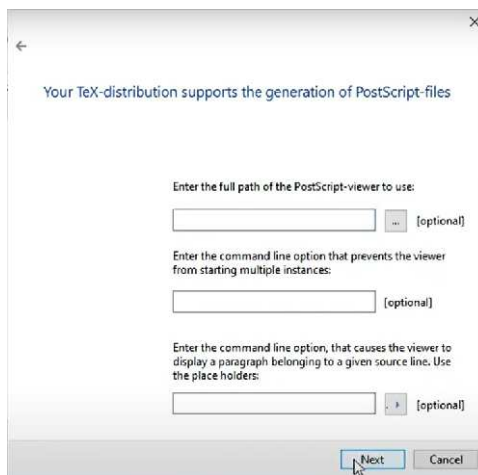 Your TeX-distribution supports the generation of PostScript-files
Enter the full path of the PostScript-viewer to use:
... [optional]
Enter the command line option that prevents the viewer
from starting multiple instances:
[optional]
Enter the command line option, that causes the viewer to
display a paragraph belonging to a given source line. Use
the place holders:
[optional]
Next Cancel